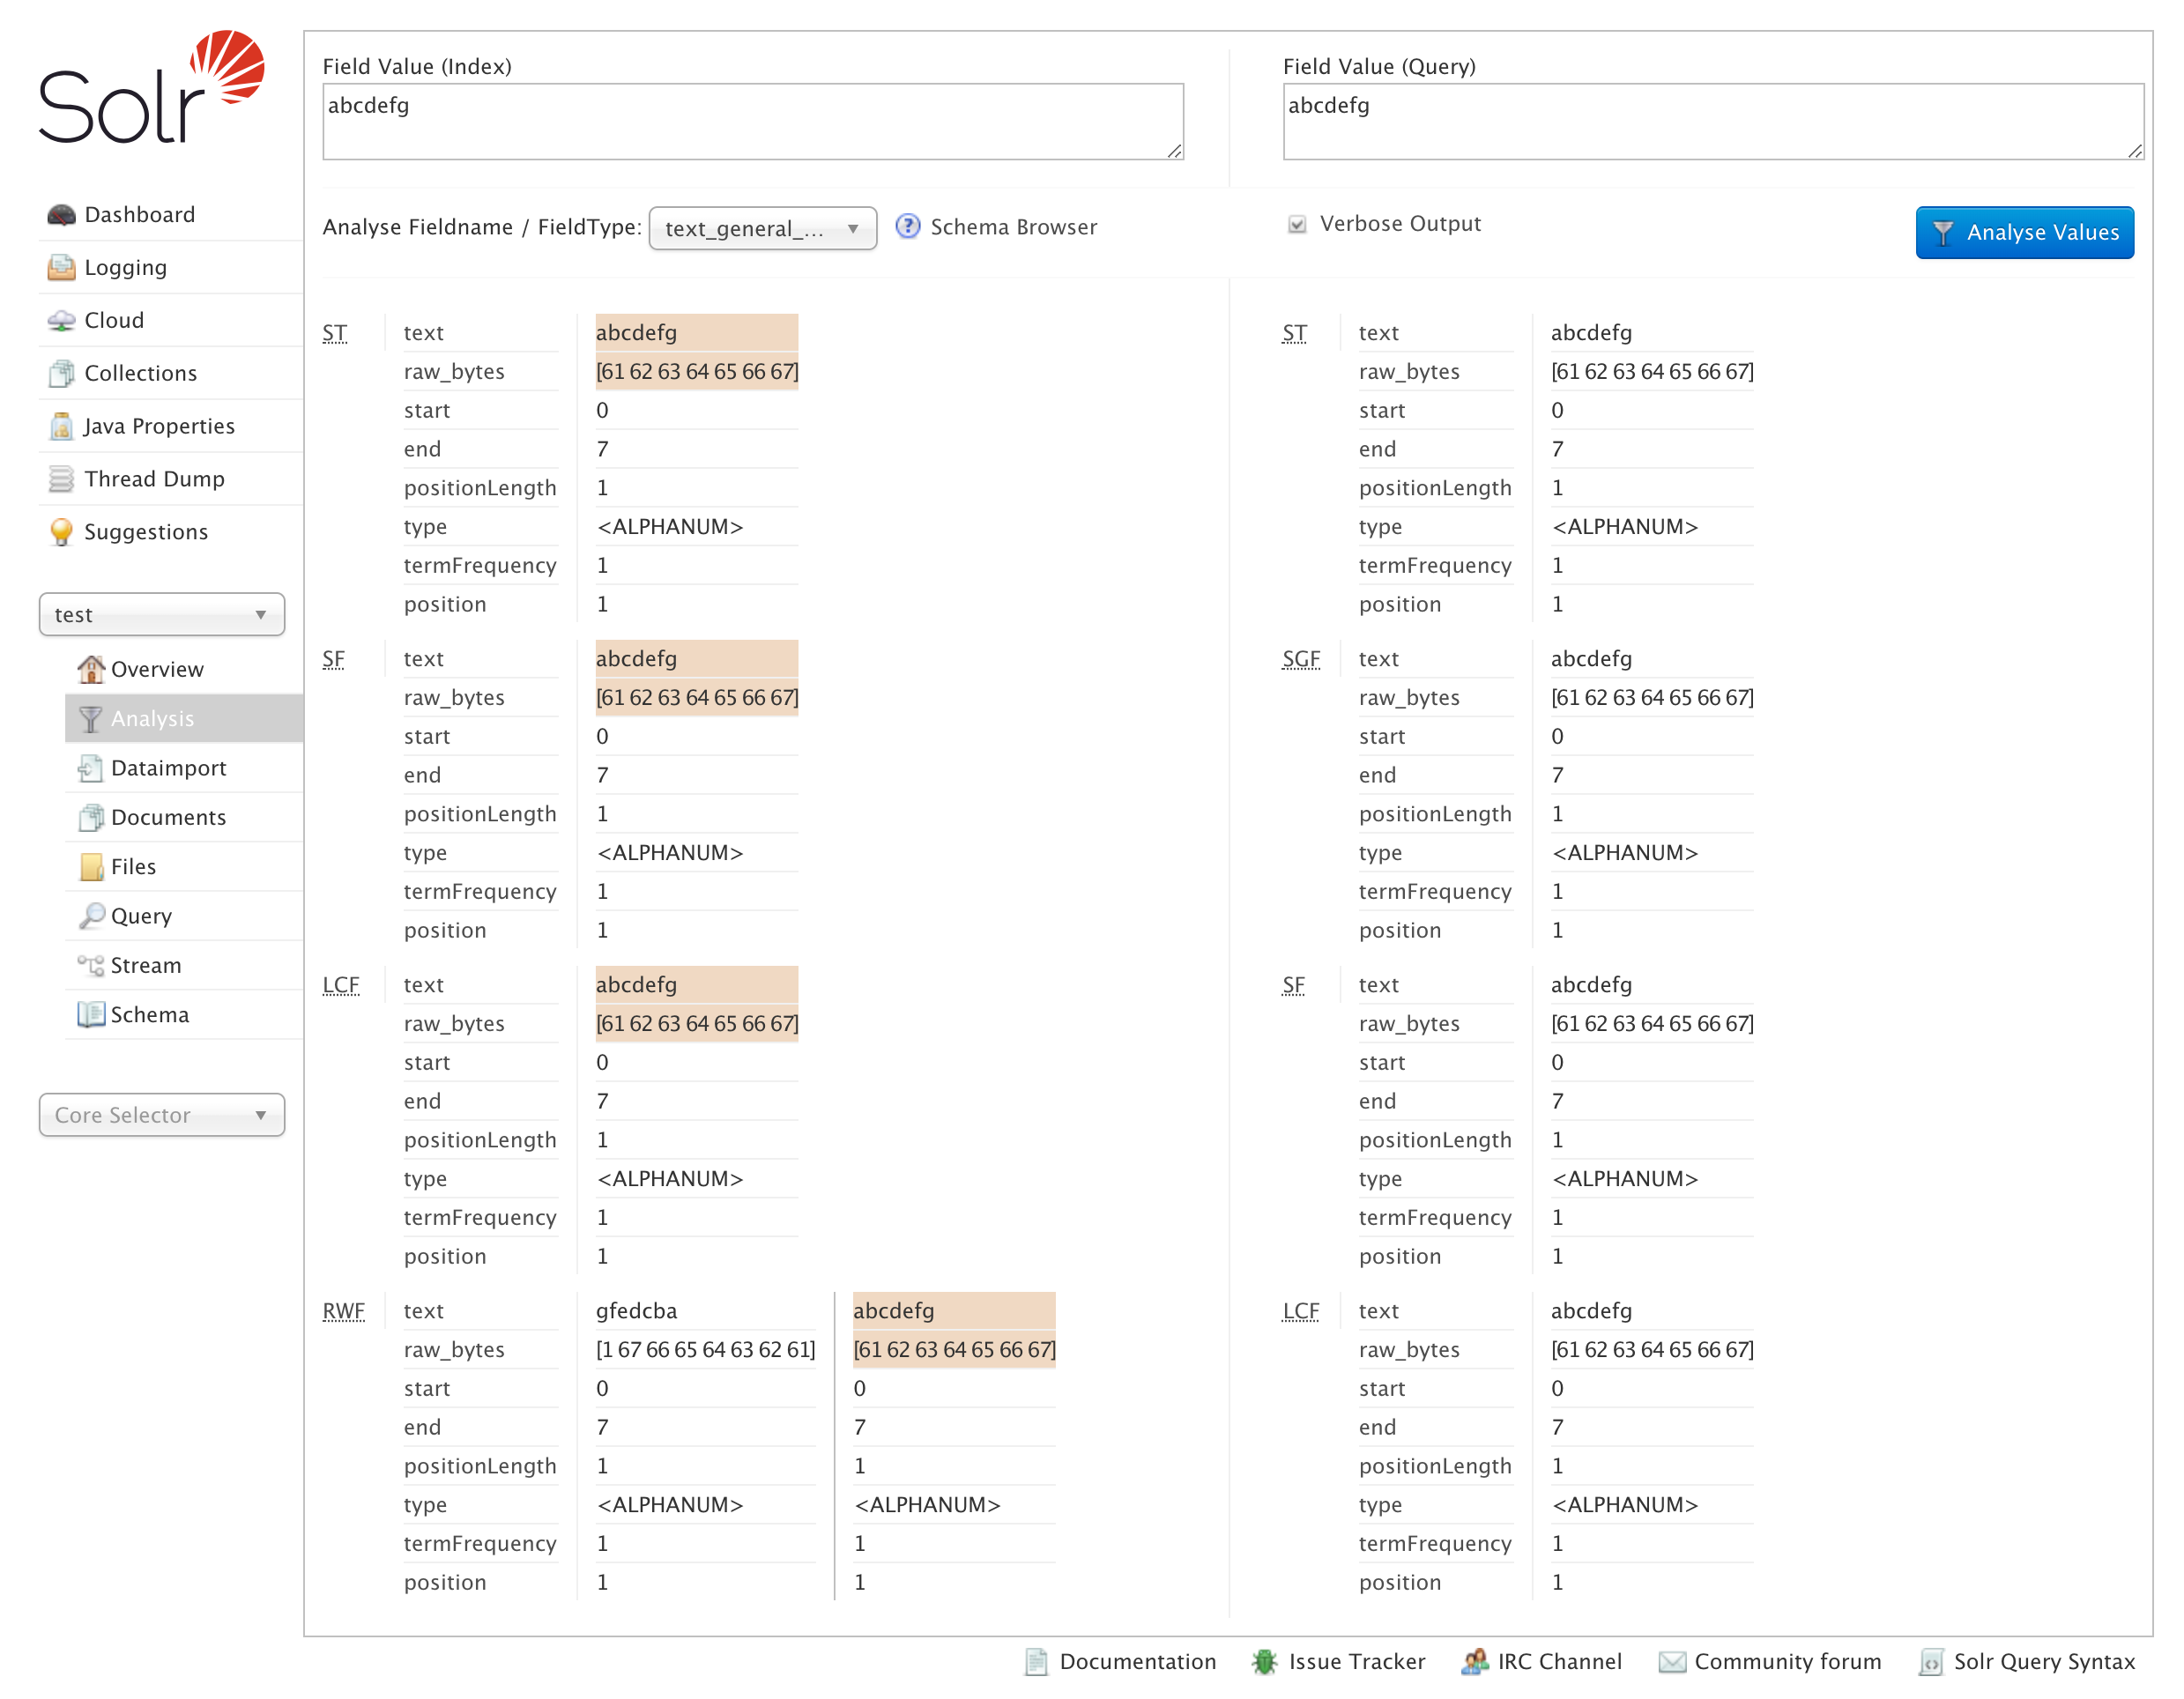 Solr
Dashboard
Logging
Cloud
Collections
Java Properties
Thread Dump
Suggestions
test
Overview
Analysis
Dataimport
Documents
Files
Query
Stream
Schema
Core Selector
Field Value (Index)
abcdefg
Field Value (Query)
abcdefg
Analyse Fieldname / FieldType: text_general_... Schema Browser
Verbose Output
Analyse Values
ST text abcdefg
raw_bytes [61 62 63 64 65 66 67]
start 0
end 7
positionLength 1
type <ALPHANUM>
termFrequency 1
position 1
SF text abcdefg
raw_bytes [61 62 63 64 65 66 67]
start 0
end 7
positionLength 1
type <ALPHANUM>
termFrequency 1
position 1
LCF text abcdefg
raw_bytes [61 62 63 64 65 66 67]
start 0
end 7
positionLength 1
type <ALPHANUM>
termFrequency 1
position 1
RWF text gfedcba abcdefg
raw_bytes [1 67 66 65 64 63 62 61] [61 62 63 64 65 66 67]
start 0 0
end 7 7
positionLength 1 1
type <ALPHANUM> <ALPHANUM>
termFrequency 1 1
position 1 1
ST text abcdefg
raw_bytes [61 62 63 64 65 66 67]
start 0
end 7
positionLength 1
type <ALPHANUM>
termFrequency 1
position 1
SGF text abcdefg
raw_bytes [61 62 63 64 65 66 67]
start 0
end 7
positionLength 1
type <ALPHANUM>
termFrequency 1
position 1
SF text abcdefg
raw_bytes [61 62 63 64 65 66 67]
start 0
end 7
positionLength 1
type <ALPHANUM>
termFrequency 1
position 1
LCF text abcdefg
raw_bytes [61 62 63 64 65 66 67]
start 0
end 7
positionLength 1
type <ALPHANUM>
termFrequency 1
position 1
Documentation Issue Tracker IRC Channel Community forum Solr Query Syntax